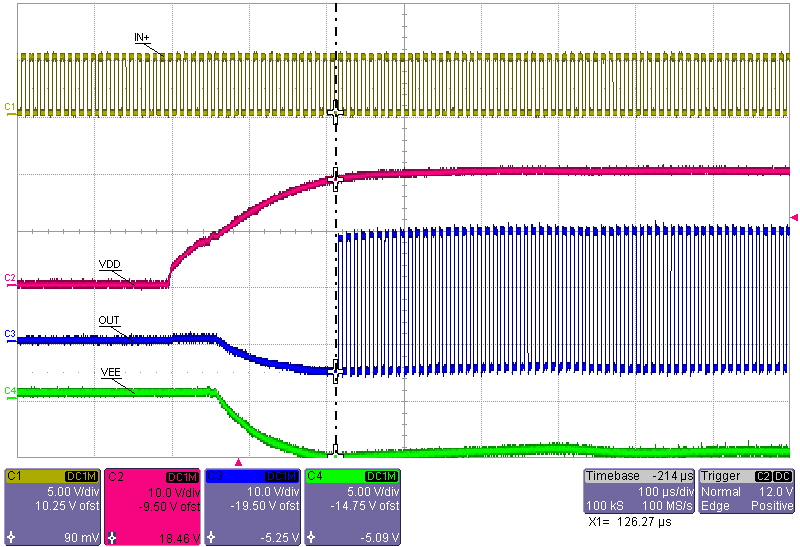 IN+
C1
C2
VDD
OUT
C3
VEE
C4
C1 DC1M
5.00 V/div
10.25 V ofst
90 mV
C2 DC1M
10.0 V/div
-9.50 V ofst
18.46 V
C3 DC1M
10.0 V/div
-19.50 V ofst
-5.25 V
C4 DC1M
5.00 V/div
-14.75 V ofst
-5.09 V
Timebase -214 µs
100 µs/div
100 kS 100 MS/s
Trigger C2 DC
Normal 12.0 V
Edge Positive
X1= 126.27 µs